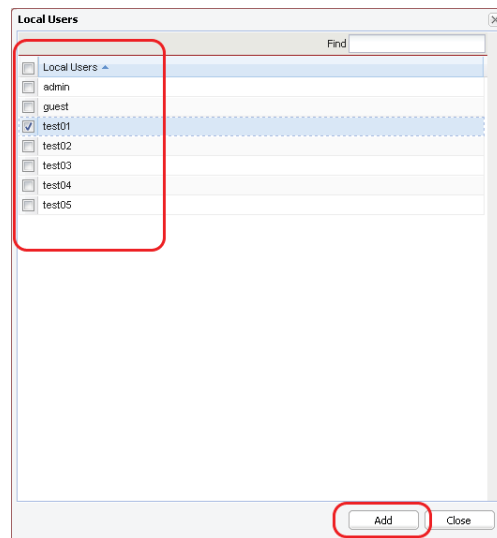 Local Users
Find
Local Users
admin
guest
test01
test02
test03
test04
test05
Add Close